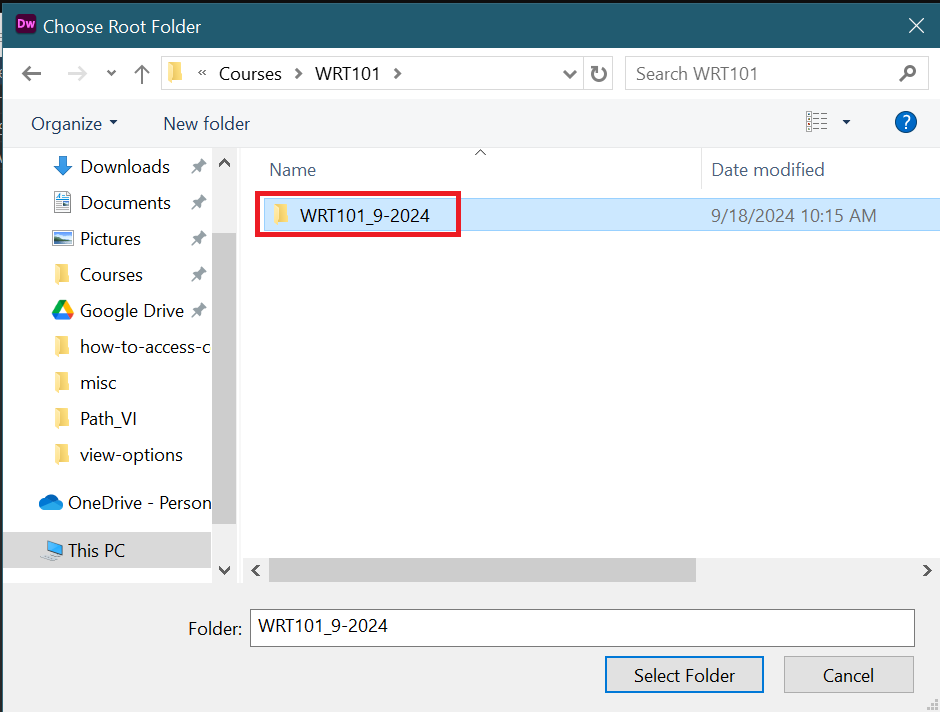 Dw Choose Root Folder
« Courses > WRT101 > Search WRT101
Organize New folder ?
Name Date modified
WRT101_9-2024 9/18/2024 10:15 AM
Downloads
Documents
Pictures
Courses
Google Drive
how-to-access-c
misc
Path_VI
view-options
OneDrive - Person
This PC
Folder: WRT101_9-2024
Select Folder Cancel